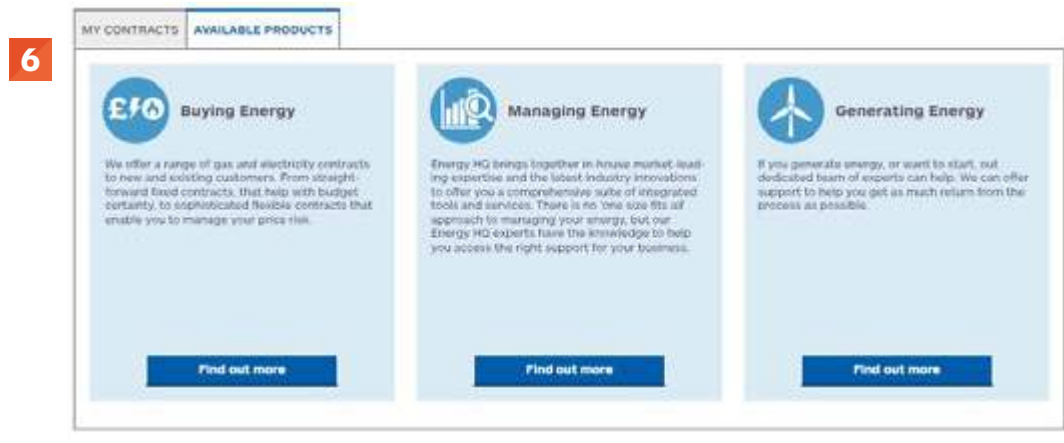 MY CONTRACTS
AVAILABLE PRODUCTS
6
£
Buying Energy
We offer a range of gas and electricity contracts
to new and existing customers. From straight-
forward fixed contracts, that help with budget
certainty, to sophisticated flexible contracts that
enable you to manage your price risk.
Find out more
Managing Energy
Energy HQ brings together in house market-lead-
ing expertise and the latest industry innovations
to offer you a comprehensive suite of integrated
tools and services. There is no 'one size fits all'
approach to managing your energy, but our
Energy HQ experts have the knowledge to help
you access the right support for your business.
Find out more
Generating Energy
If you generate energy, or want to start, out
dedicated team of experts can help. We can offer
support to help you get as much return from the
process as possible.
Find out more